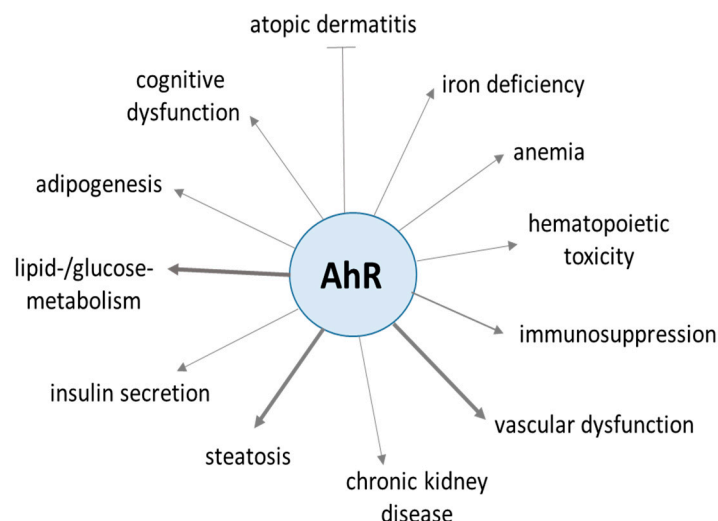 atopic dermatitis
cognitive
dysfunction
iron deficiency
anemia
adipogenesis
hematopoietic
toxicity
lipid-/glucose-
metabolism
AhR
immunosuppression
insulin secretion
vascular dysfunction
steatosis
chronic kidney
disease